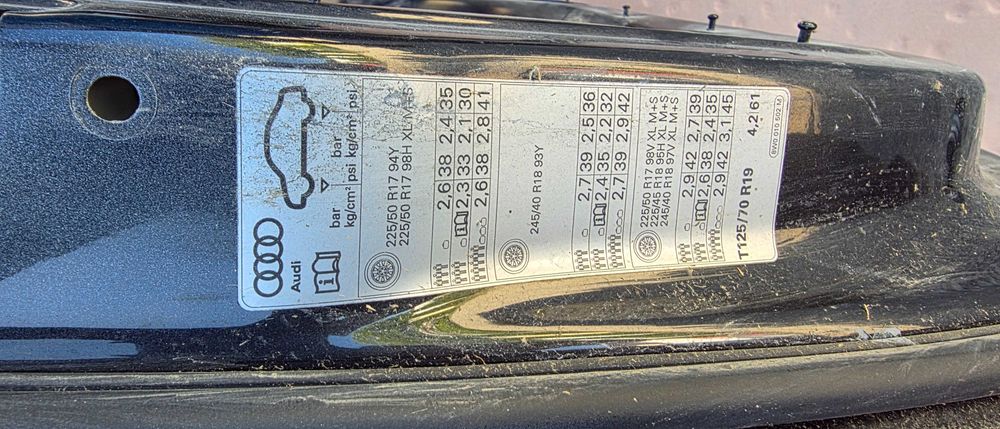 Audi
bar bar
kg/cm² psi kg/cm² psi
225/50 R17 94Y
225/50 R17 98H XL M+S
2,6 38 2,4 35
i 2,3 33 2,1 30
2,6 38 2,8 41
245/40 R18 93Y
2,7 39 2,5 36
i 2,4 35 2,2 32
2,7 39 2,9 42
225/50 R17 98V XL M+S
225/45 R18 95H XL M+S
245/40 R18 97V XL M+S
2,9 42 2,7 39
i 2,6 38 2,4 35
2,9 42 3,1 45
T125/70 R19 4,2 61